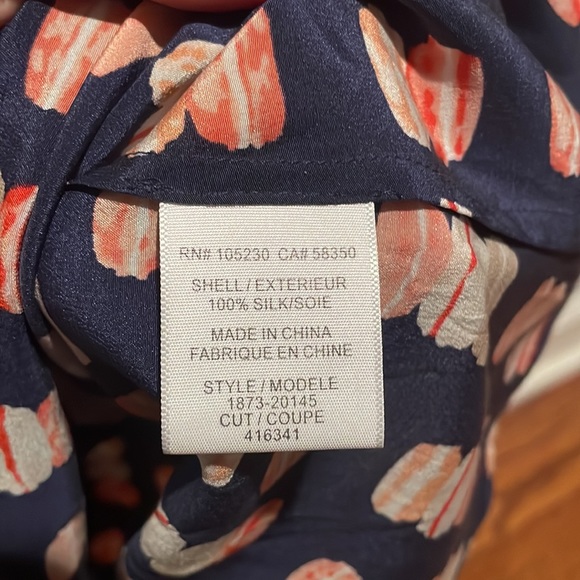 RN# 105230 CA# 58350
SHELL / EXTERIEUR
100% SILK/SOIE
MADE IN CHINA
FABRIQUE EN CHINE
STYLE / MODELE
1873-20145
CUT / COUPE
416341